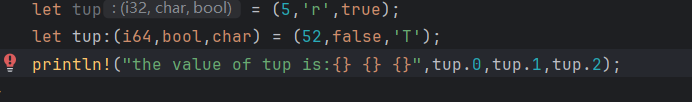 let tup: (i32, char, bool) = (5,'r',true);
let tup:(i64,bool,char) = (52,false,'T');
println!("the value of tup is:{} {} {}",tup.0,tup.1,tup.2);